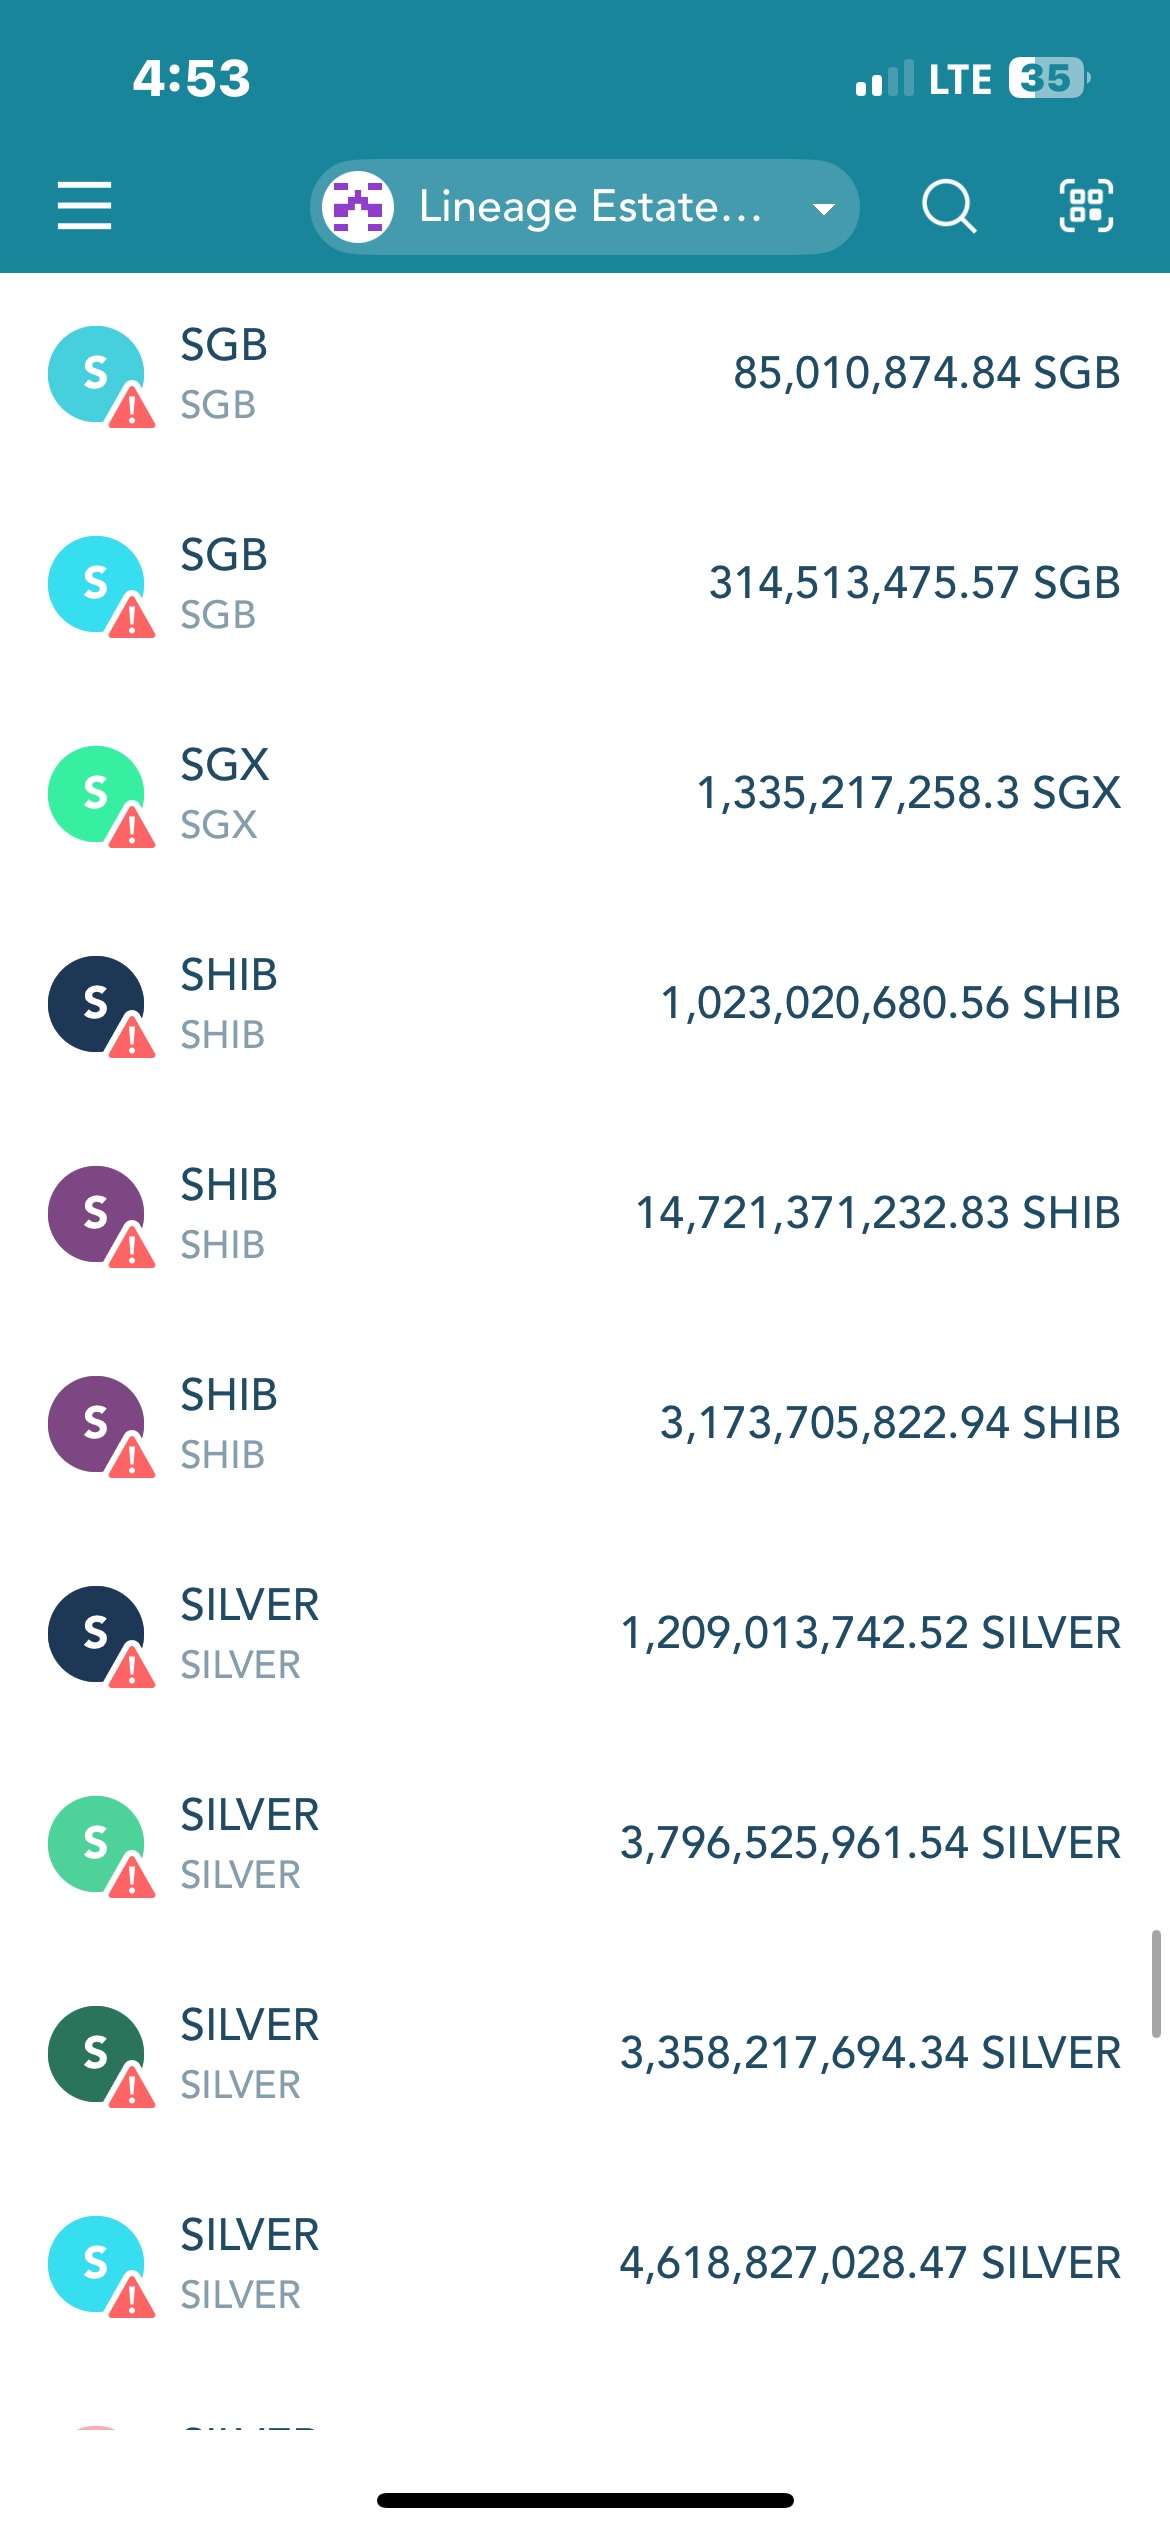 4:53
LTE 35
Lineage Estate...
S
SGB
SGB
85,010,874.84 SGB
S
SGB
SGB
314,513,475.57 SGB
S
SGX
SGX
1,335,217,258.3 SGX
S
SHIB
SHIB
1,023,020,680.56 SHIB
S
SHIB
SHIB
14,721,371,232.83 SHIB
S
SHIB
SHIB
3,173,705,822.94 SHIB
S
SILVER
SILVER
1,209,013,742.52 SILVER
S
SILVER
SILVER
3,796,525,961.54 SILVER
S
SILVER
SILVER
3,358,217,694.34 SILVER
S
SILVER
SILVER
4,618,827,028.47 SILVER